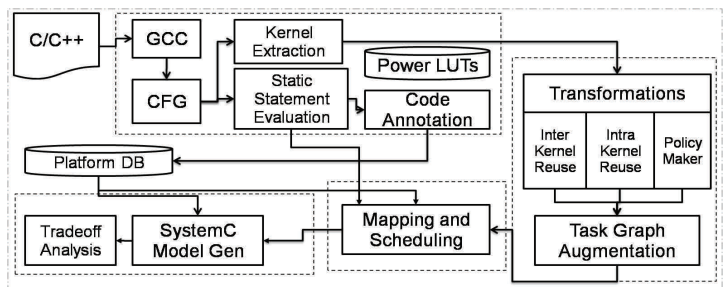 C/C++
GCC
CFG
Kernel
Extraction
Static
Statement
Evaluation
Power LUTs
Code
Annotation
Transformations
Inter
Kernel
Reuse
Intra
Kernel
Reuse
Policy
Maker
Task Graph
Augmentation
Platform DB
Tradeoff
Analysis
SystemC
Model Gen
Mapping and
Scheduling